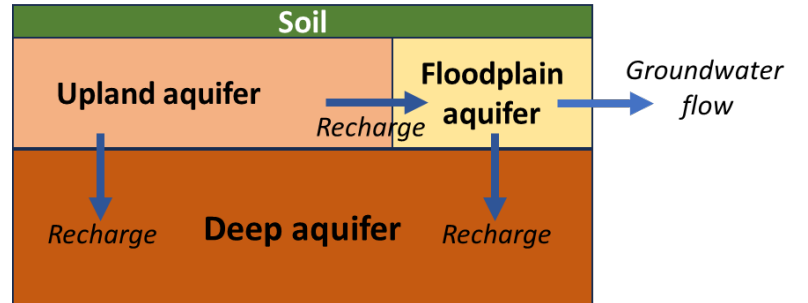 Soil
Upland aquifer
Floodplain
aquifer
Groundwater
flow
Recharge
Recharge
Deep aquifer
Recharge